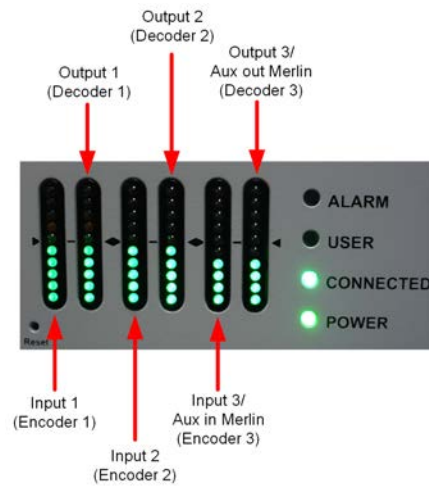 Output 2
(Decoder 2)
Output 1
(Decoder 1)
Output 3/
Aux out Merlin
(Decoder 3)
ALARM
USER
CONNECTED
POWER
Reset
Input 1
(Encoder 1)
Input 3/
Aux in Merlin
(Encoder 3)
Input 2
(Encoder 2)